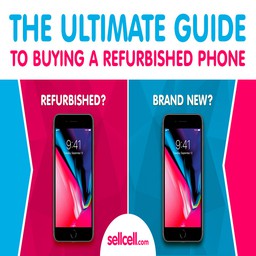 THE ULTIMATE GUIDE
TO BUYING A REFURBISHED PHONE
REFURBISHED?
BRAND NEW?
9:41
9:41
sellcell.com